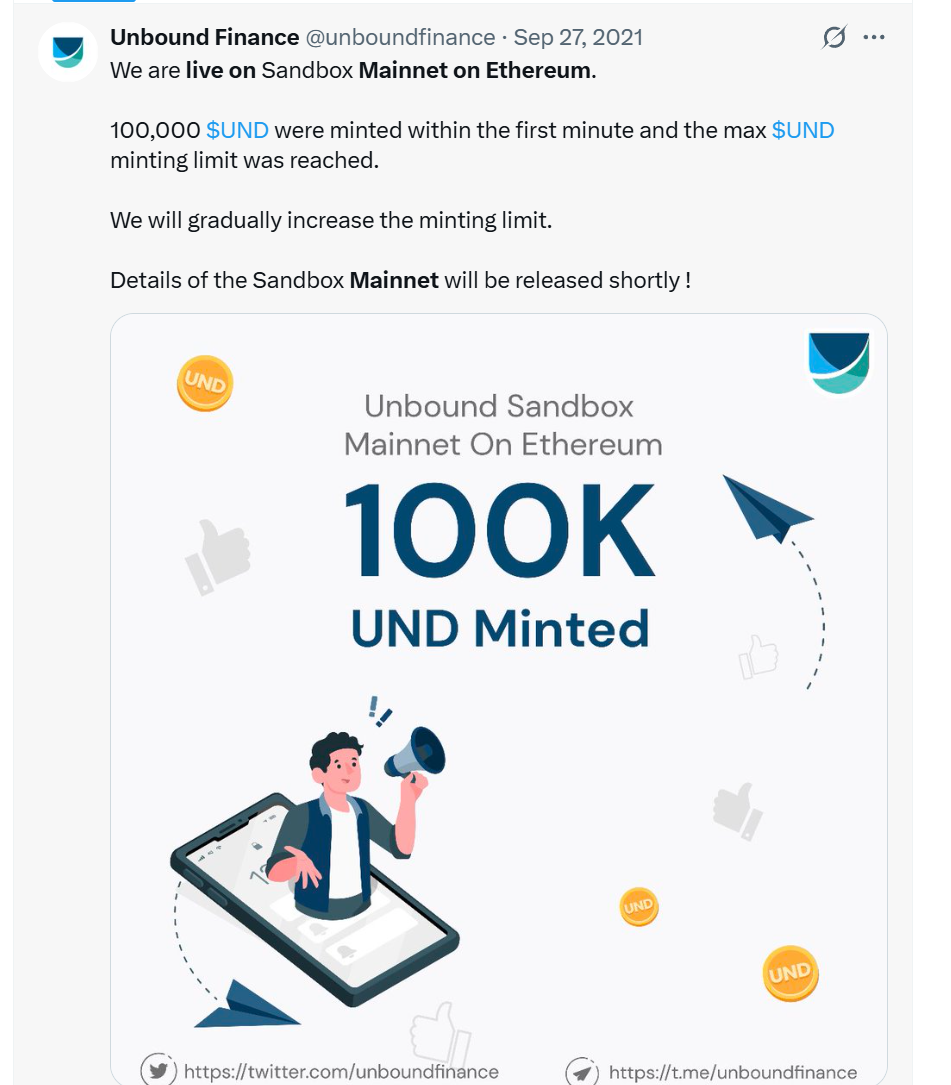 Unbound Finance @unboundfinance · Sep 27, 2021
We are live on Sandbox Mainnet on Ethereum.
100,000 $UND were minted within the first minute and the max $UND
minting limit was reached.
We will gradually increase the minting limit.
Details of the Sandbox Mainnet will be released shortly !
UND
Unbound Sandbox
Mainnet On Ethereum
100K
UND Minted
UND
UND
https://twitter.com/unboundfinance
https://t.me/unboundfinance